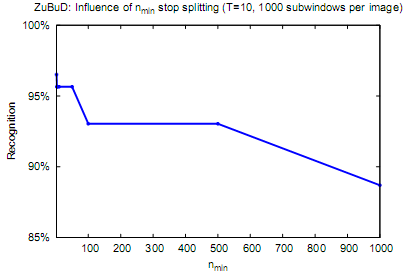 ZuBuD: Influence of nmin stop splitting (T=10, 1000 subwindows per image)
100%
95%
90%
85%
Recognition
100 200 300 400 500 600 700 800 900 1000
nmin